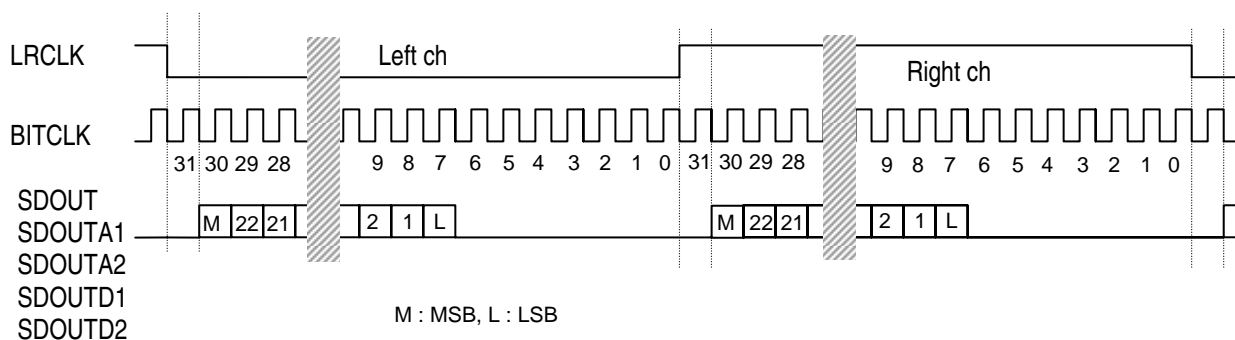 LRCLK Left ch Right ch
BITCLK
31 30 29 28 9 8 7 6 5 4 3 2 1 0 31 30 29 28 9 8 7 6 5 4 3 2 1 0
SDOUT
M 22 21 2 1 L M 22 21 2 1 L
SDOUTA1
SDOUTA2
SDOUTD1
M : MSB, L : LSB
SDOUTD2